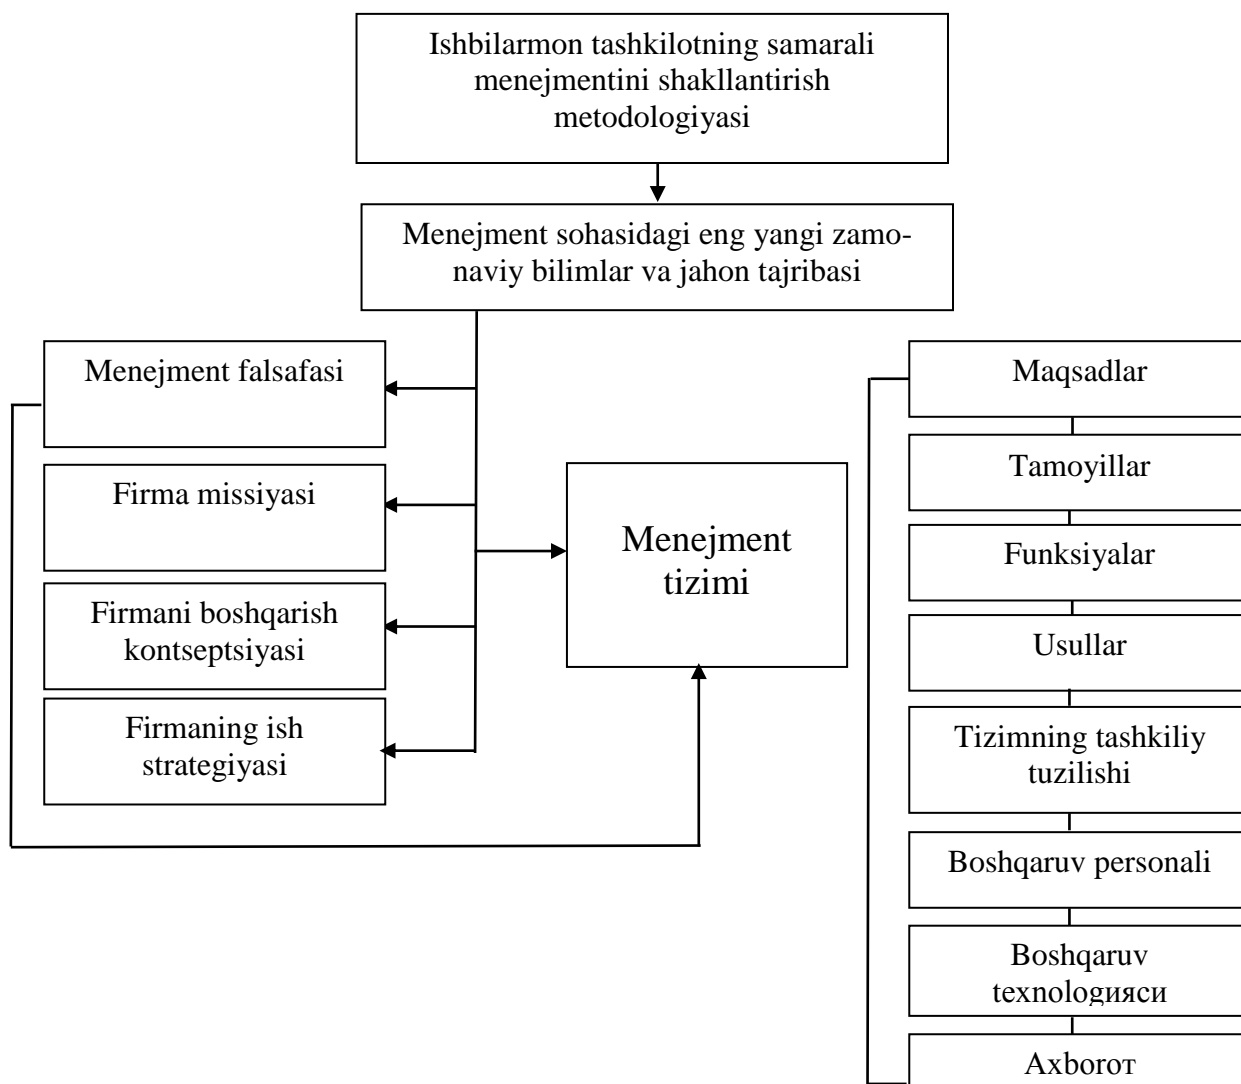 Ishbilarmon tashkilotning samarali
menejmentini shakllantirish
metodologiyasi
Menejment sohasidagi eng yangi zamo-
naviy bilimlar va jahon tajribasi
Menejment falsafasi
Firma missiyasi
Firmani boshqarish
kontseptsiyasi
Firmaning ish
strategiyasi
Menejment
tizimi
Maqsadlar
Tamoyillar
Funksiyalar
Usullar
Tizimning tashkiliy
tuzilishi
Boshqaruv personali
Boshqaruv
texnologияси
Axboroт